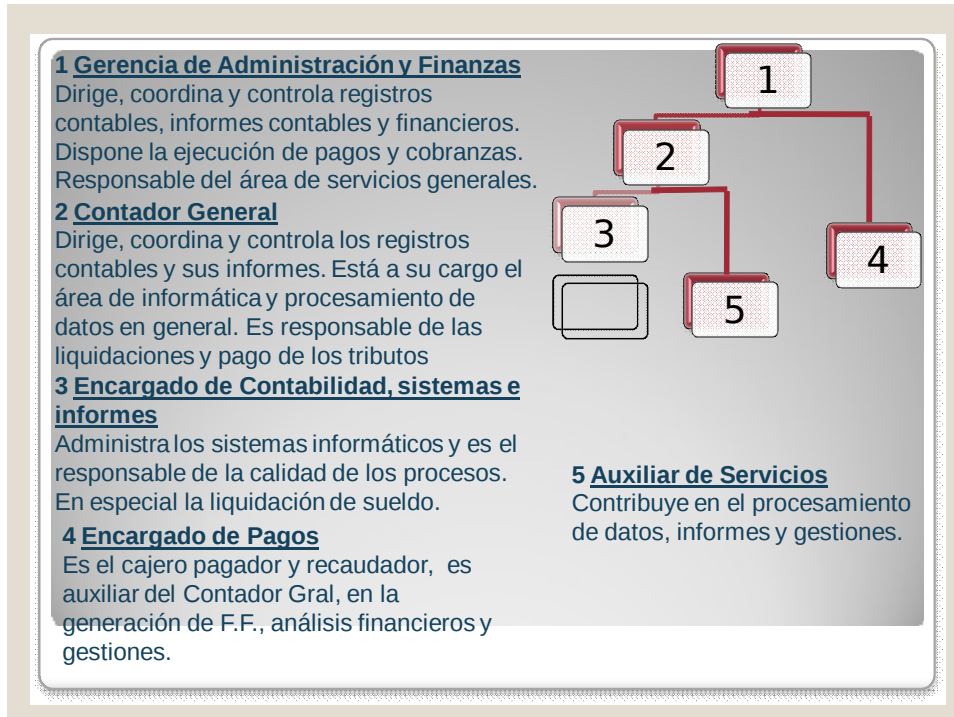 1 Gerencia de Administración y Finanzas
Dirige, coordina y controla registros
contables, informes contables y financieros.
Dispone la ejecución de pagos y cobranzas.
Responsable del área de servicios generales.
2 Contador General
Dirige, coordina y controla los registros
contables y sus informes. Está a su cargo el
área de informática y procesamiento de
datos en general. Es responsable de las
liquidaciones y pago de los tributos
3 Encargado de Contabilidad, sistemas e
informes
Administra los sistemas informáticos y es el
responsable de la calidad de los procesos.
En especial la liquidación de sueldo.
4 Encargado de Pagos
Es el cajero pagador y recaudador, es
auxiliar del Contador Gral, en la
generación de F.F., análisis financieros y
gestiones.
1
2
3
4
5
5 Auxiliar de Servicios
Contribuye en el procesamiento
de datos, informes y gestiones.